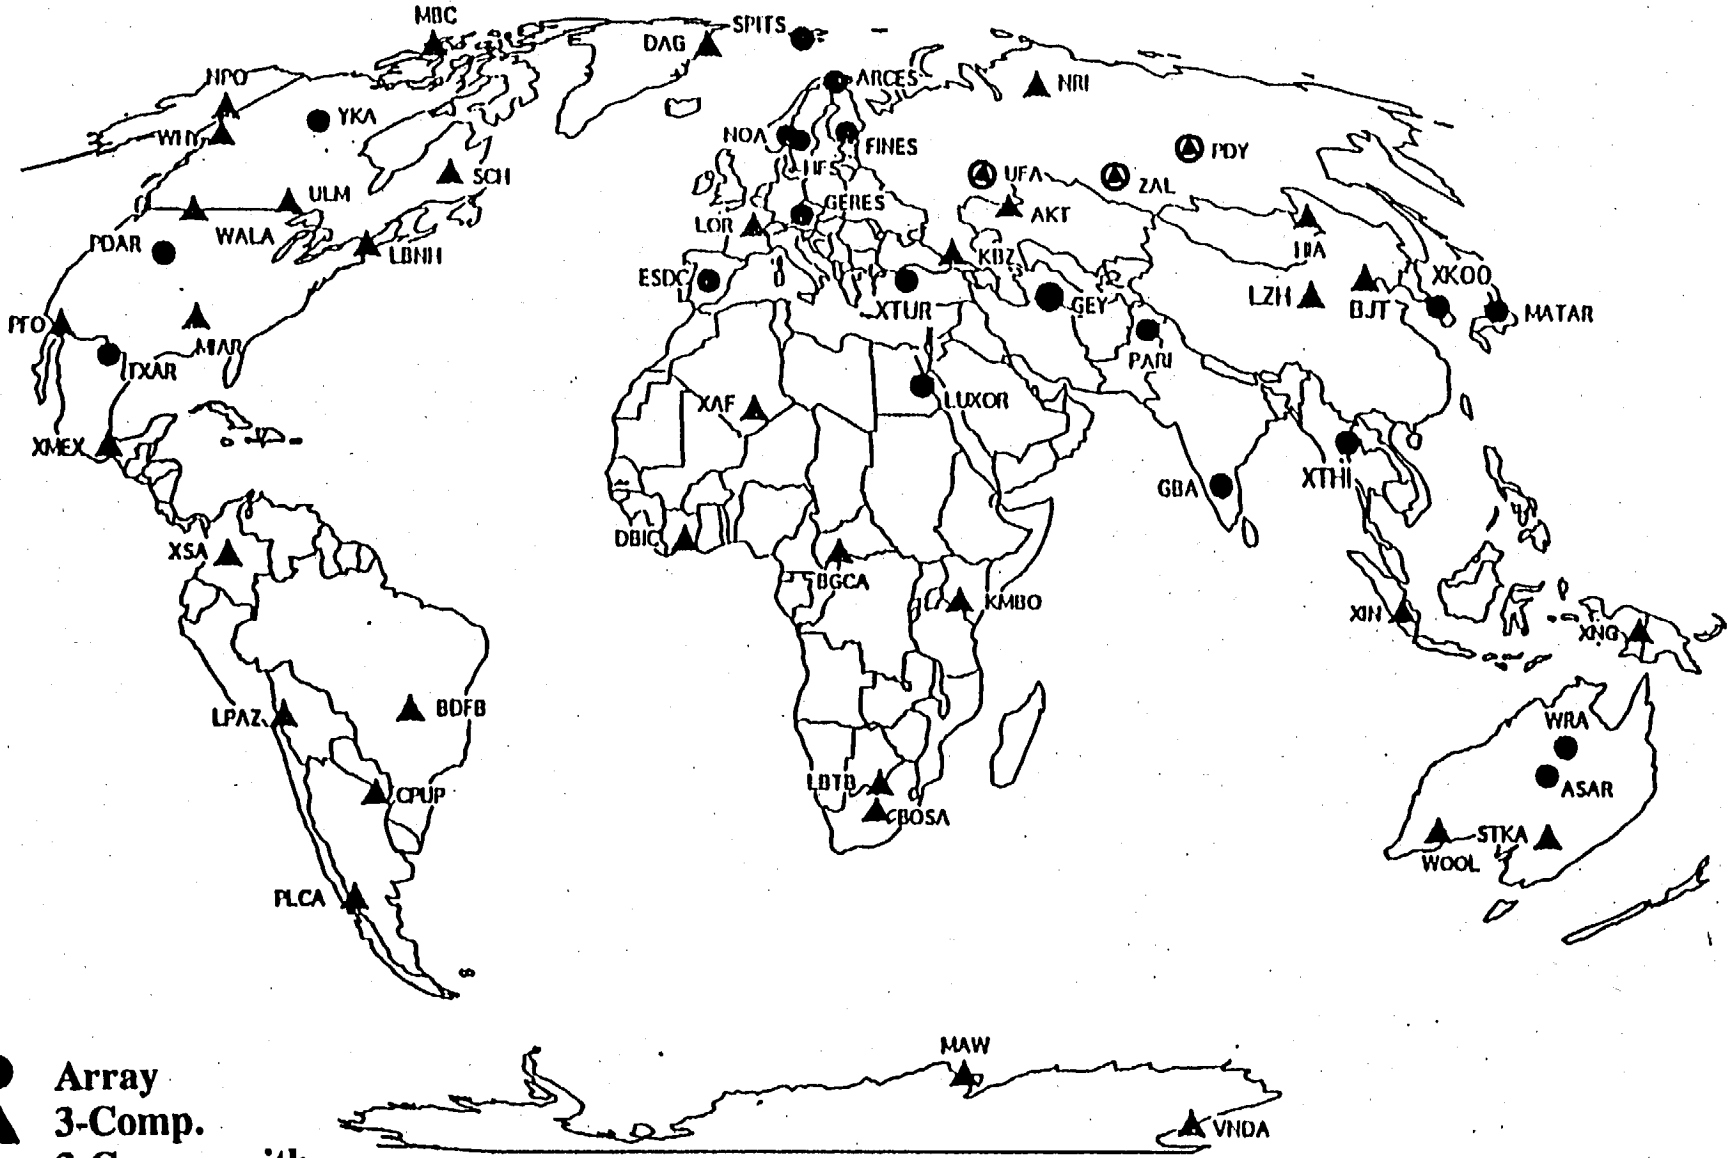 MBC
SPITS
DAG
NPO
ARCES
NRI
YKA
WHY
NOA
FINES
PDY
HFS
SCH
UFA
ZAL
ULM
GERES
AKT
LOR
WALA
PDAR
LBNH
KBZ
HIA
ESDC
XKOO
GEY
LZH
BJT
XTUR
MATAR
PFO
MIAR
PARI
TXAR
XAF
LUXOR
XMEX
XTHI
GBA
XSA
DBIC
BGCA
KMBO
XIN
XNG
LPAZ
BDFB
WRA
LBTB
ASAR
CPUP
CBOSA
STKA
WOOL
PLCA
MAW
VNDA
Array
3-Comp.